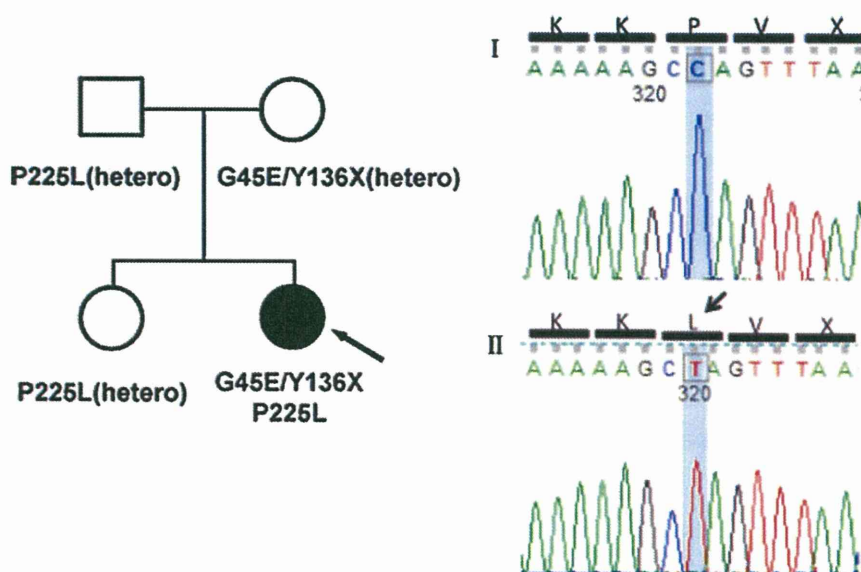 P225L(hetero)
G45E/Y136X(hetero)
P225L(hetero)
G45E/Y136X
P225L
I
K K P V X
A A A A A G C C A G T T T A A
320
II
K K L V X
A A A A A G C T A G T T T A A
320